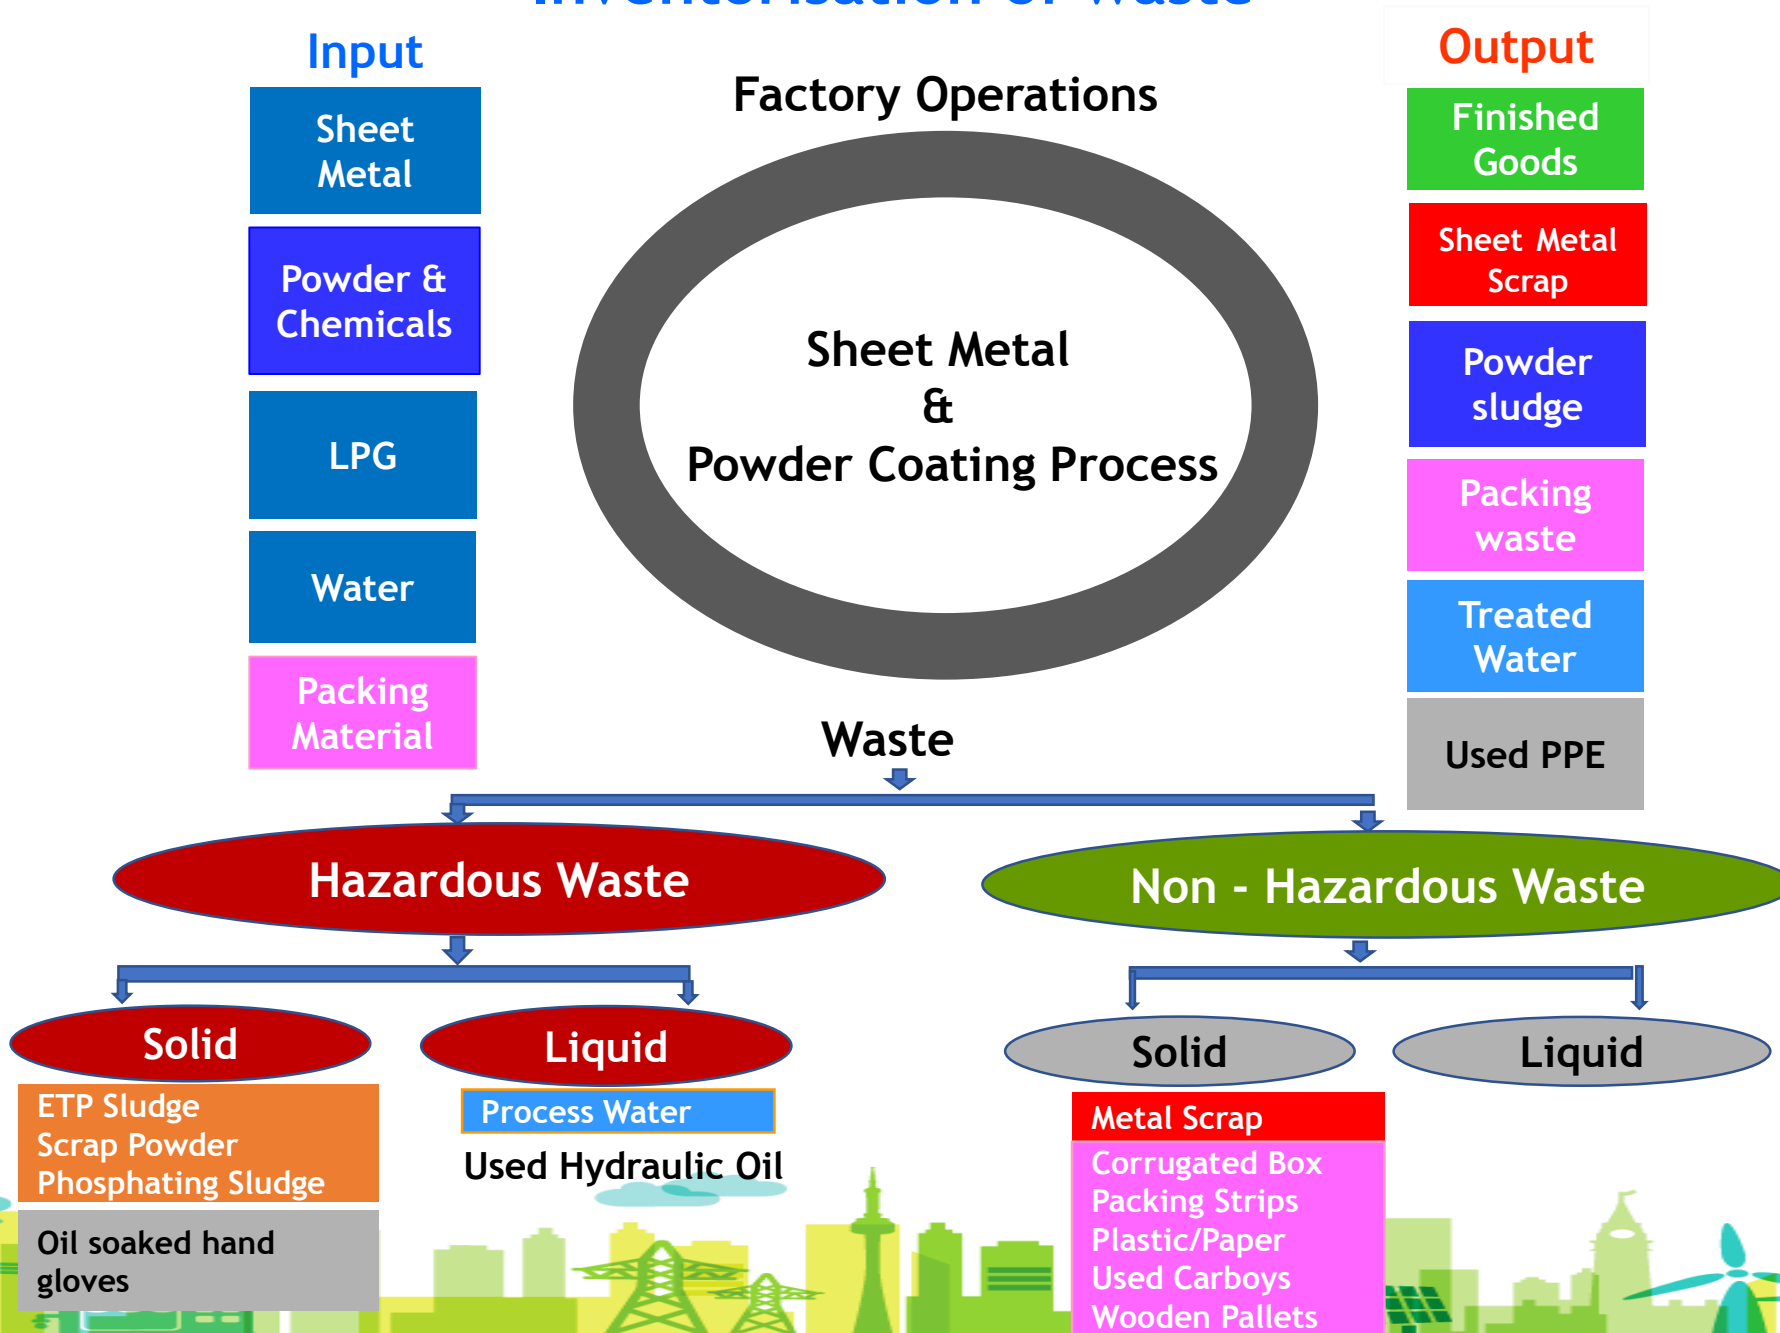 Inventorisation of Waste
Input
Output
Factory Operations
Sheet
Metal
Powder &
Chemicals
LPG
Water
Packing
Material
Sheet Metal
&
Powder Coating Process
Finished
Goods
Sheet Metal
Scrap
Powder
sludge
Packing
waste
Treated
Water
Used PPE
Waste
Hazardous Waste
Non - Hazardous Waste
Solid
Liquid
Solid
Liquid
ETP Sludge
Scrap Powder
Phosphating Sludge
Oil soaked hand
gloves
Process Water
Used Hydraulic Oil
Metal Scrap
Corrugated Box
Packing Strips
Plastic/Paper
Used Carboys
Wooden Pallets